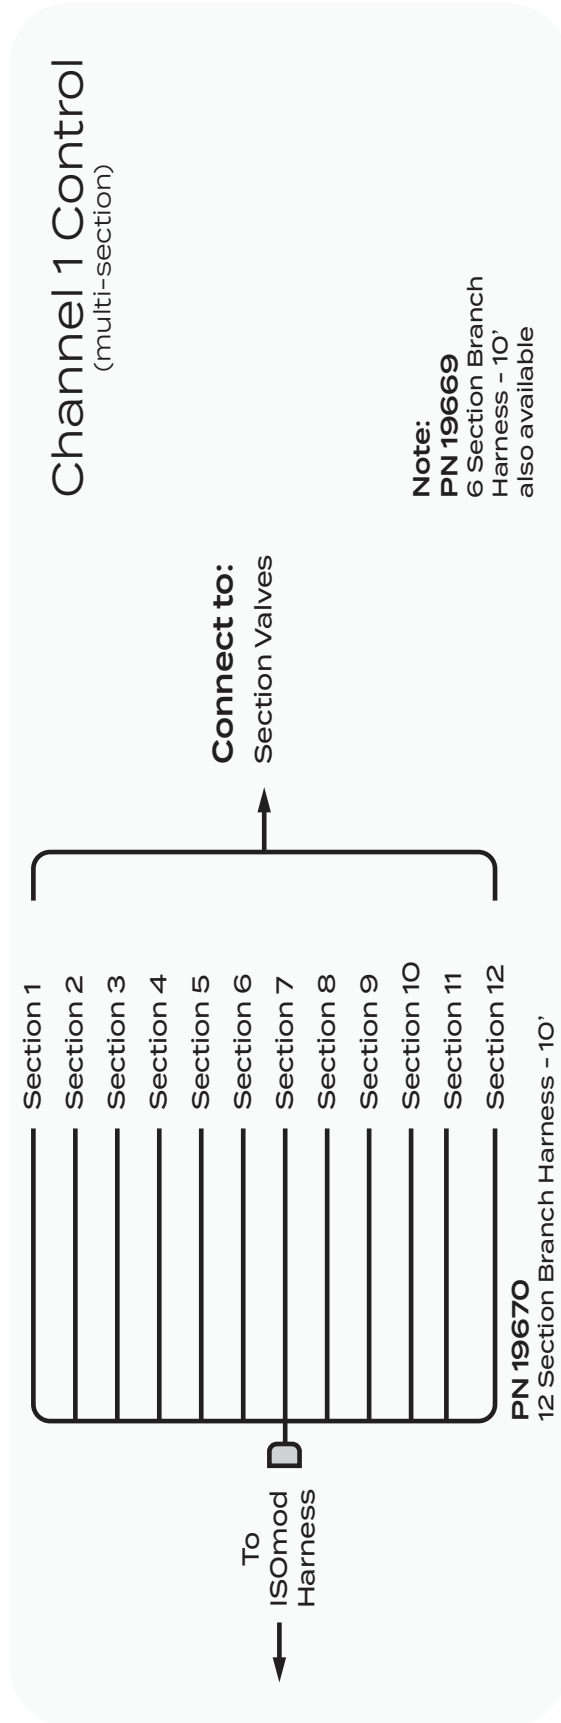 Channel 1 Control
(multi-section)
To
ISOmod
Harness
Section 1
Section 2
Section 3
Section 4
Section 5
Section 6
Section 7
Section 8
Section 9
Section 10
Section 11
Section 12
PN 19670
12 Section Branch Harness - 10’
Connect to:
Section Valves
Note:
PN 19669
6 Section Branch
Harness - 10’
also available